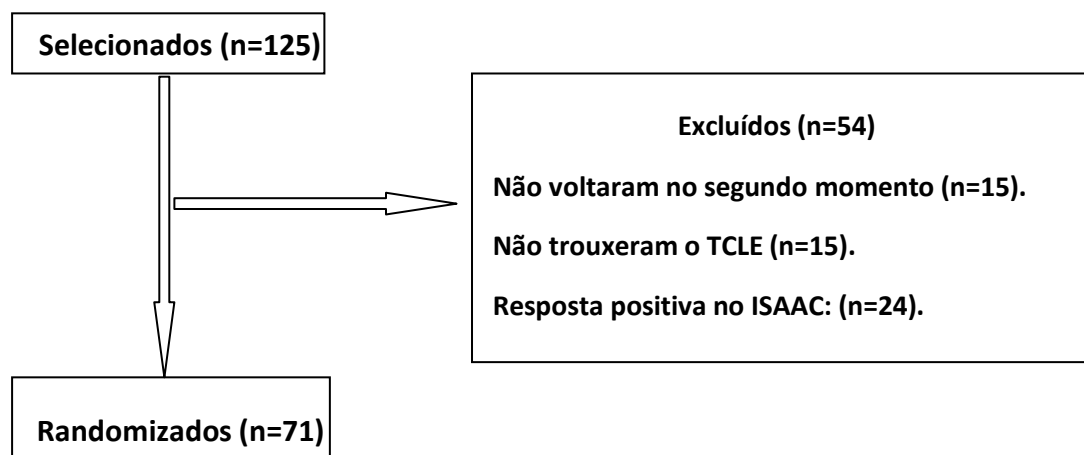 Selecionados (n=125)
Excluídos (n=54)
Não voltaram no segundo momento (n=15).
Não trouxeram o TCLE (n=15).
Resposta positiva no ISAAC: (n=24).
Randomizados (n=71)